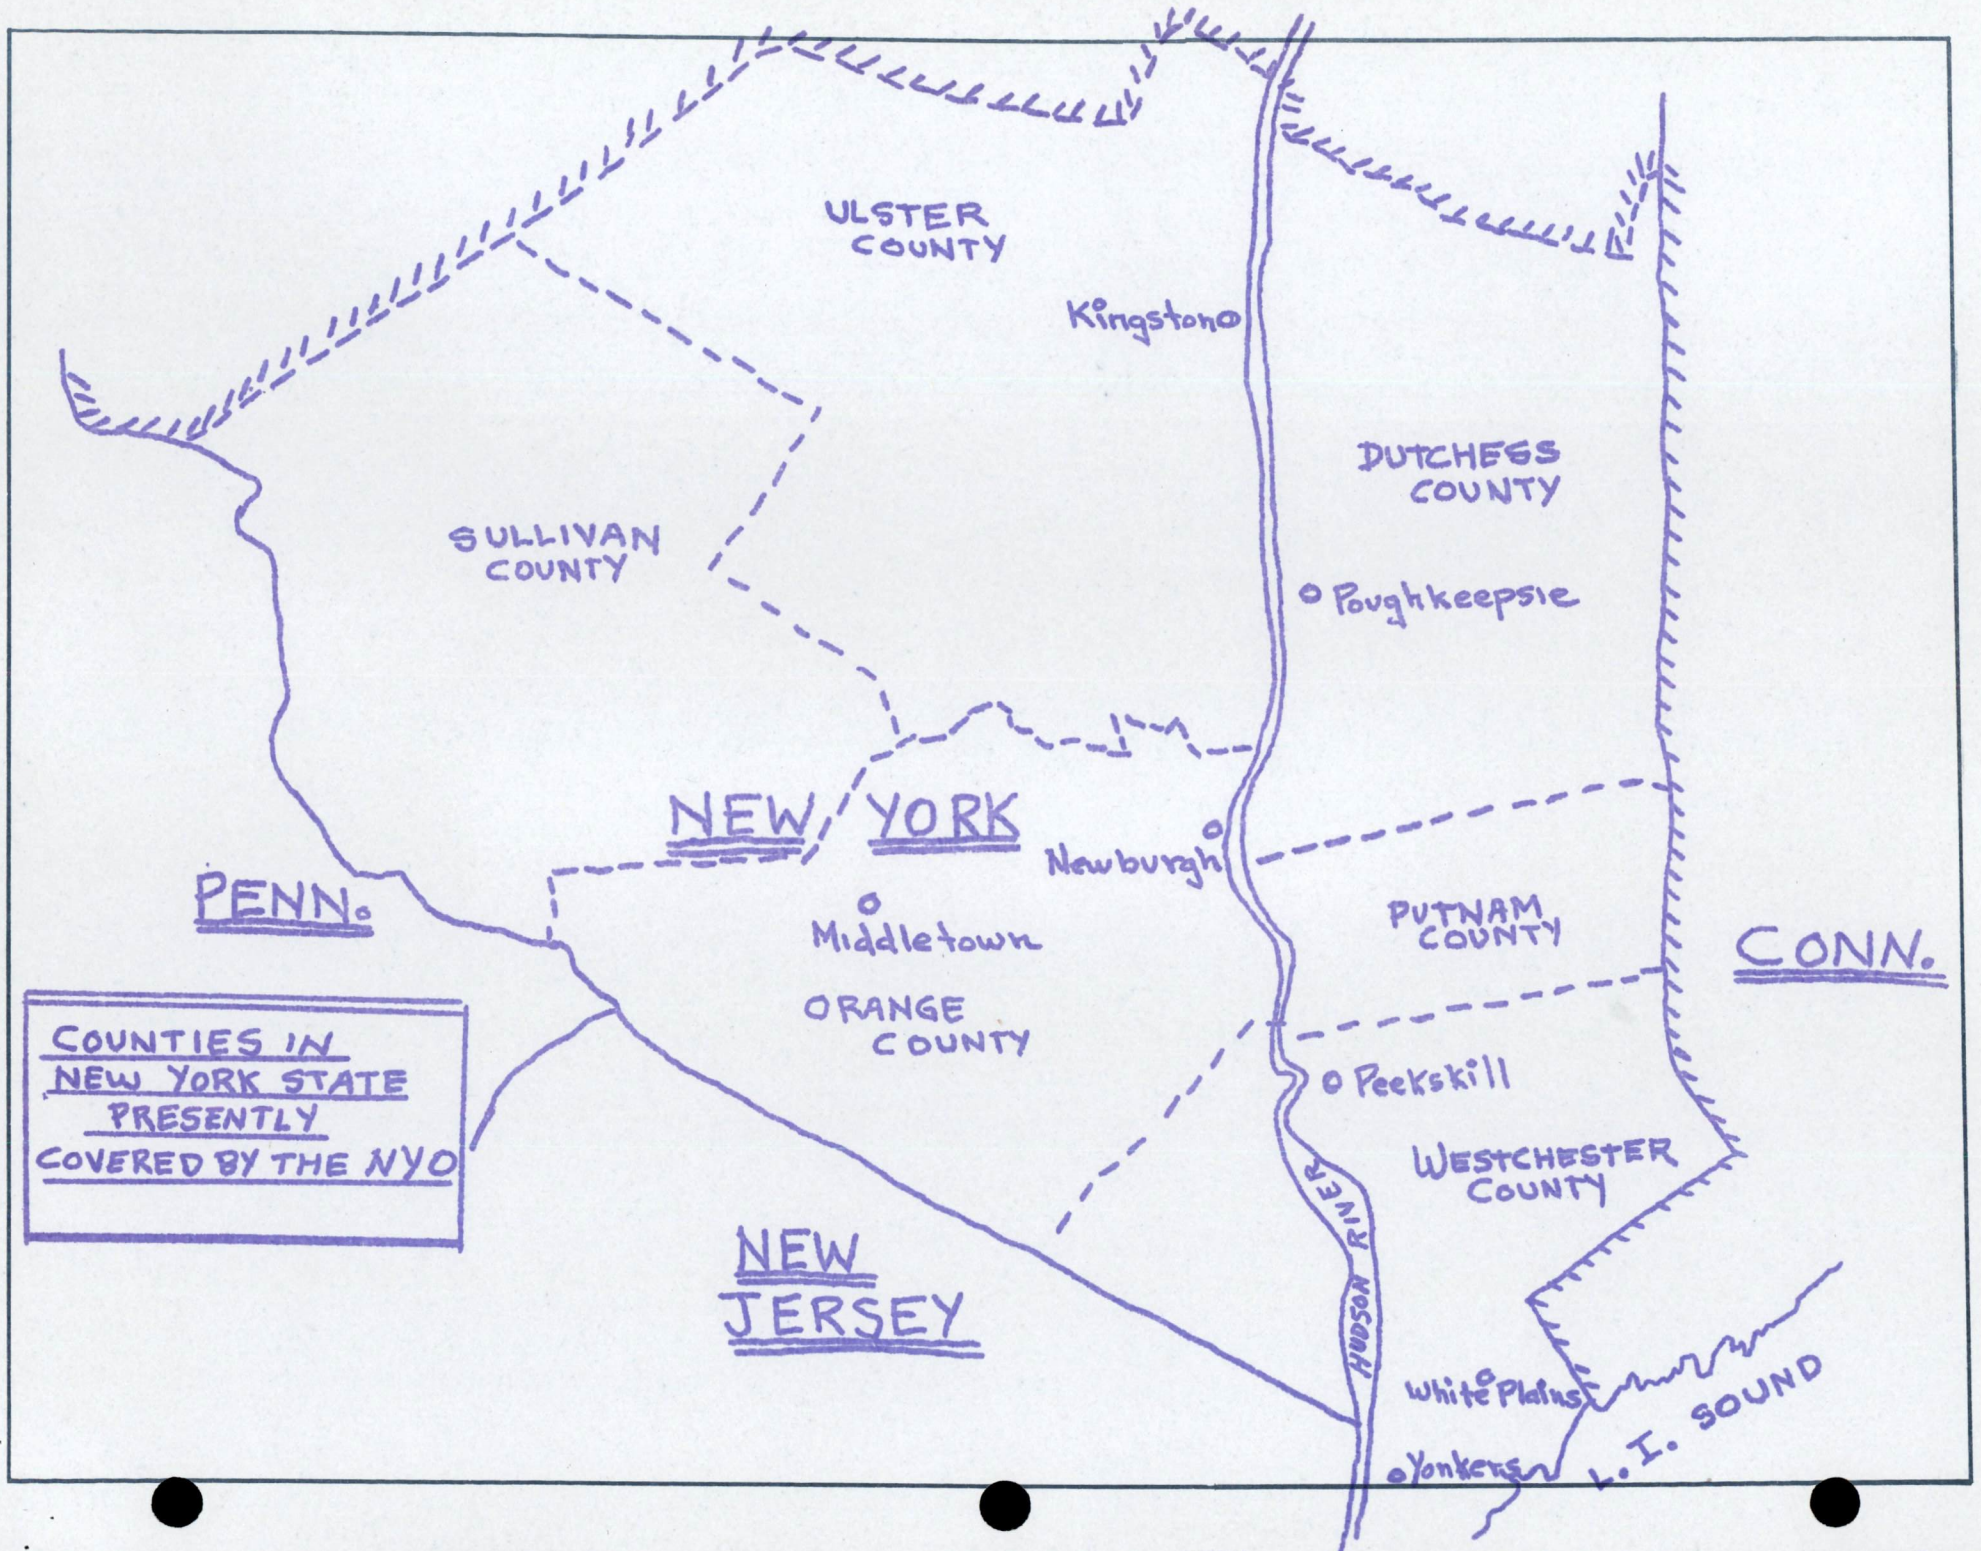 ULSTER
COUNTY
Kingston
DUTCHESS
COUNTY
SULLIVAN
COUNTY
Poughkeepsie
NEW YORK
Newburgh
PENN.
Middletown
PUTNAM
COUNTY
CONN.
ORANGE
COUNTY
COUNTIES IN
NEW YORK STATE
PRESENTLY
COVERED BY THE NYO
Peekskill
WESTCHESTER
COUNTY
HUDSON RIVER
NEW
JERSEY
White Plains
L. I. SOUND
Yonkers